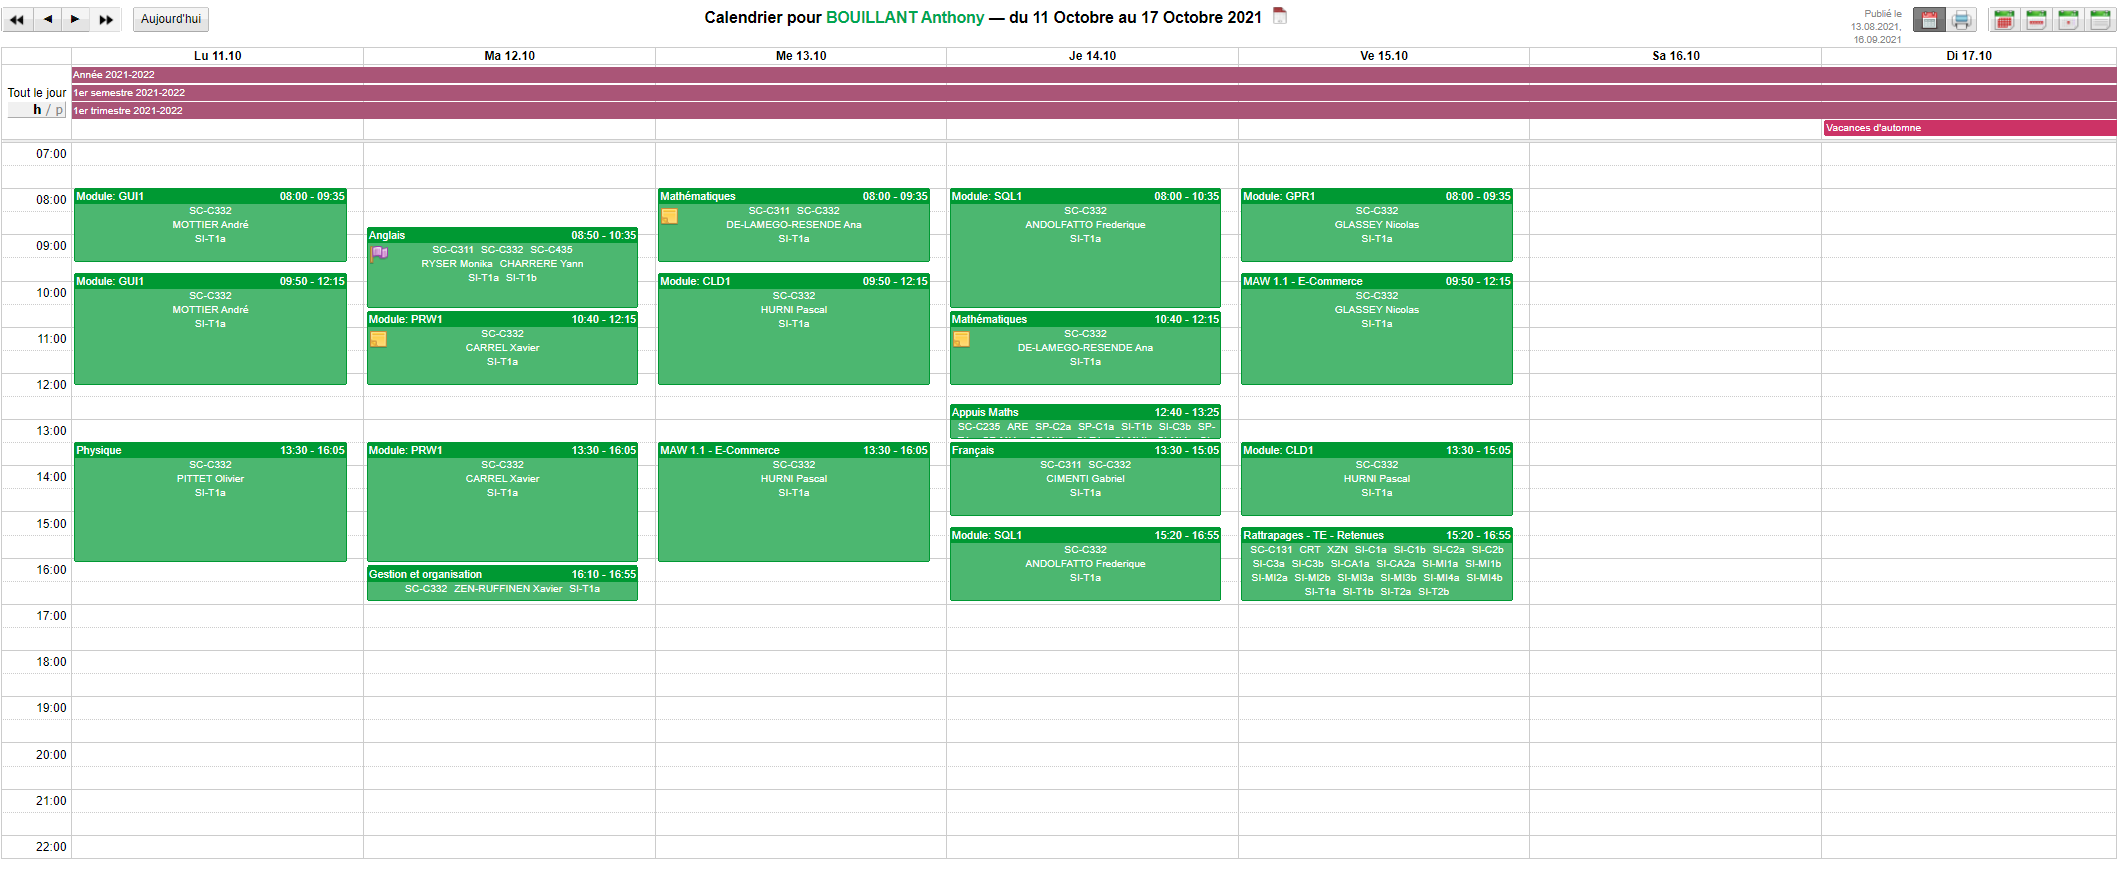 Aujourd'hui
Calendrier pour BOUILLANT Anthony — du 11 Octobre au 17 Octobre 2021
Publié le
13.08.2021,
16.09.2021
Lu 11.10
Ma 12.10
Me 13.10
Je 14.10
Ve 15.10
Sa 16.10
Di 17.10
Tout le jour
h / p
Année 2021-2022
1er semestre 2021-2022
1er trimestre 2021-2022
Vacances d'automne
07:00
08:00
09:00
10:00
11:00
12:00
13:00
14:00
15:00
16:00
17:00
18:00
19:00
20:00
21:00
22:00
Module: GUI1 08:00 - 09:35
SC-C332
MOTTIER André
SI-T1a
Module: GUI1 09:50 - 12:15
SC-C332
MOTTIER André
SI-T1a
Physique 13:30 - 16:05
SC-C332
PITTET Olivier
SI-T1a
Anglais 08:50 - 10:35
SC-C311 SC-C332 SC-C435
RYSER Monika CHARRERE Yann
SI-T1a SI-T1b
Module: PRW1 10:40 - 12:15
SC-C332
CARREL Xavier
SI-T1a
Module: PRW1 13:30 - 16:05
SC-C332
CARREL Xavier
SI-T1a
Gestion et organisation 16:10 - 16:55
SC-C332 ZEN-RUFFINEN Xavier SI-T1a
Mathématiques 08:00 - 09:35
SC-C311 SC-C332
DE-LAMEGO-RESENDE Ana
SI-T1a
Module: CLD1 09:50 - 12:15
SC-C332
HURNI Pascal
SI-T1a
MAW 1.1 - E-Commerce 13:30 - 16:05
SC-C332
HURNI Pascal
SI-T1a
Module: SQL1 08:00 - 10:35
SC-C332
ANDOLFATTO Frederique
SI-T1a
Mathématiques 10:40 - 12:15
SC-C332
DE-LAMEGO-RESENDE Ana
SI-T1a
Appuis Maths 12:40 - 13:25
SC-C235 ARE SP-C2a SP-C1a SI-T1b SI-C3b SP-
Français 13:30 - 15:05
SC-C311 SC-C332
CIMENTI Gabriel
SI-T1a
Module: SQL1 15:20 - 16:55
SC-C332
ANDOLFATTO Frederique
SI-T1a
Module: GPR1 08:00 - 09:35
SC-C332
GLASSEY Nicolas
SI-T1a
MAW 1.1 - E-Commerce 09:50 - 12:15
SC-C332
GLASSEY Nicolas
SI-T1a
Module: CLD1 13:30 - 15:05
SC-C332
HURNI Pascal
SI-T1a
Rattrapages - TE - Retenues 15:20 - 16:55
SC-C131 CRT XZN SI-C1a SI-C1b SI-C2a SI-C2b
SI-C3a SI-C3b SI-CA1a SI-CA2a SI-MI1a SI-MI1b
SI-MI2a SI-MI2b SI-MI3a SI-MI3b SI-MI4a SI-MI4b
SI-T1a SI-T1b SI-T2a SI-T2b